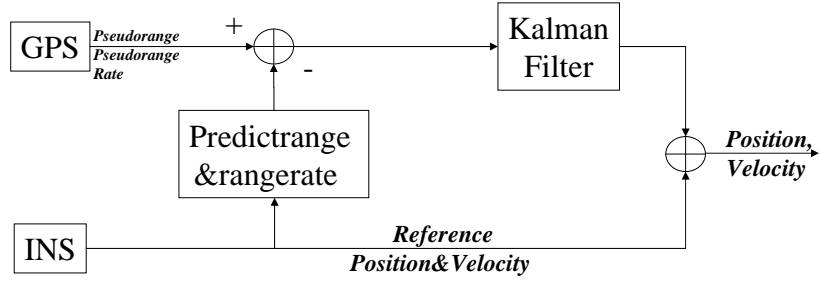 GPS
Pseudorange
Pseudorange
Rate
+
-
Kalman
Filter
Predictrange
&rangerate
Position,
Velocity
INS
Reference
Position&Velocity